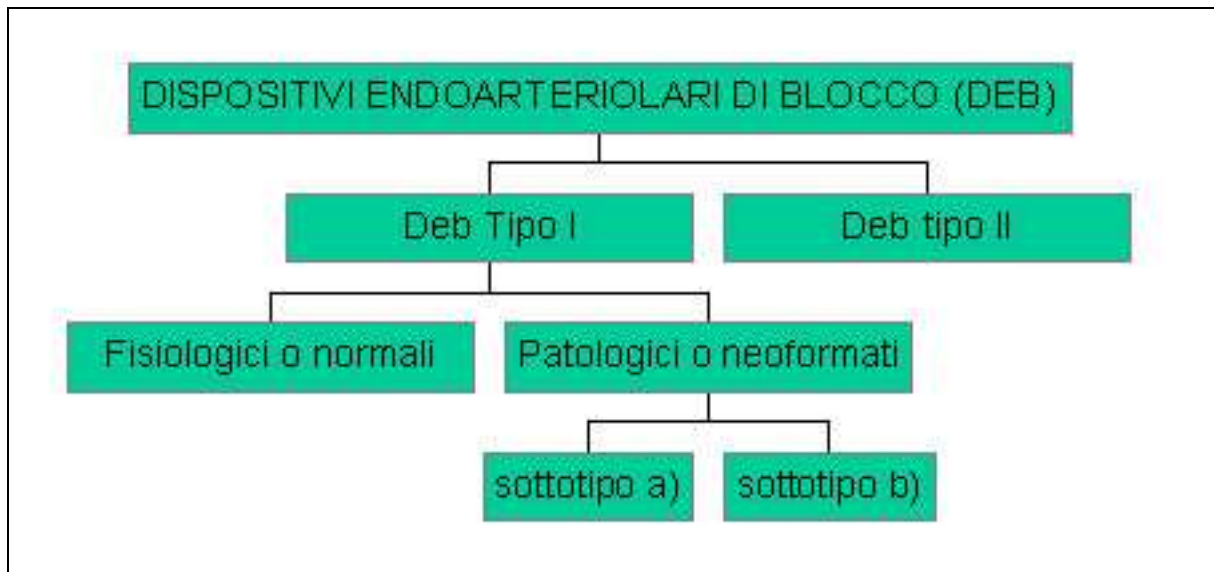 DISPOSITIVI ENDOARTERIOLARI DI BLOCCO (DEB)
Deb Tipo I
Deb tipo II
Fisiologici o normali
Patologici o neoformati
sottotipo a)
sottotipo b)